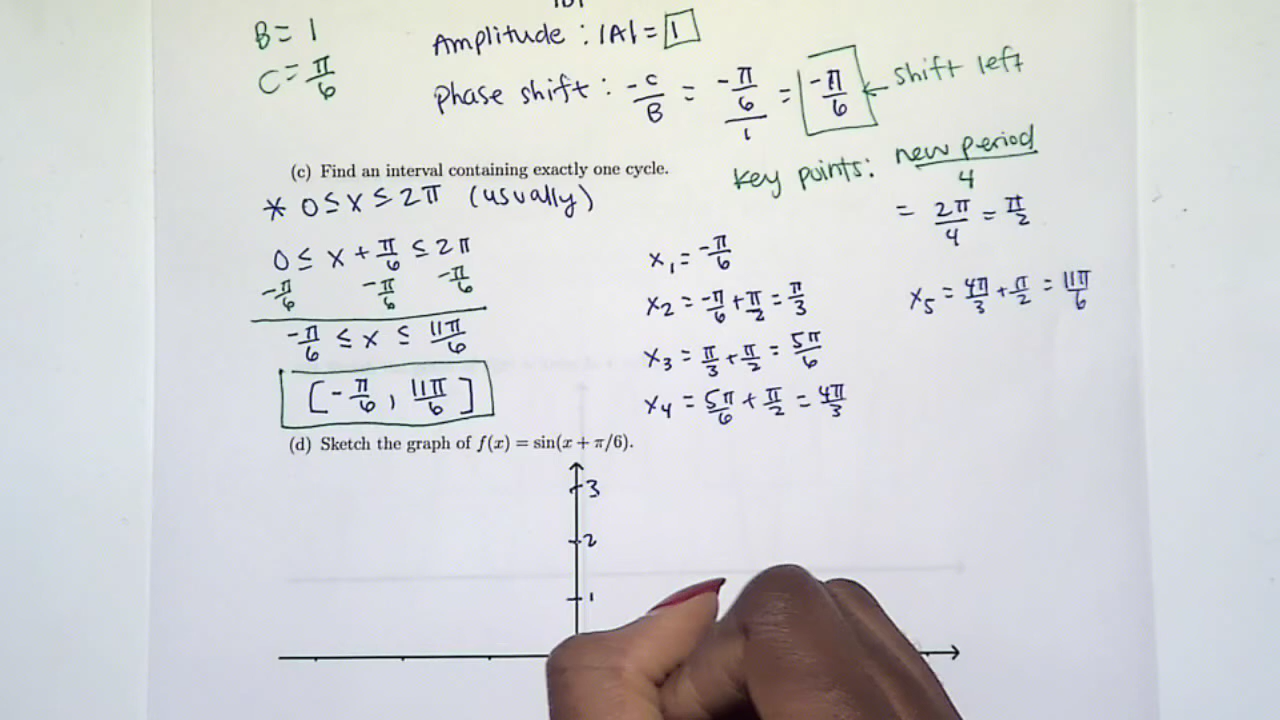 B = 1
Amplitude : |A| = 1
C = π/6
phase shift : -C/B = (-π/6)/1 = -π/6 ← shift left
(c) Find an interval containing exactly one cycle.
key points: new period/4
* 0 ≤ x ≤ 2π (usually)
= 2π/4 = π/2
0 ≤ x + π/6 ≤ 2π
-π/6 -π/6 -π/6
-π/6 ≤ x ≤ 11π/6
[-π/6, 11π/6]
x₁ = -π/6
x₂ = -π/6 + π/2 = π/3
x₃ = π/3 + π/2 = 5π/6
x₄ = 5π/6 + π/2 = 4π/3
x₅ = 4π/3 + π/2 = 11π/6
(d) Sketch the graph of f(x) = sin(x + π/6).
3
2
1